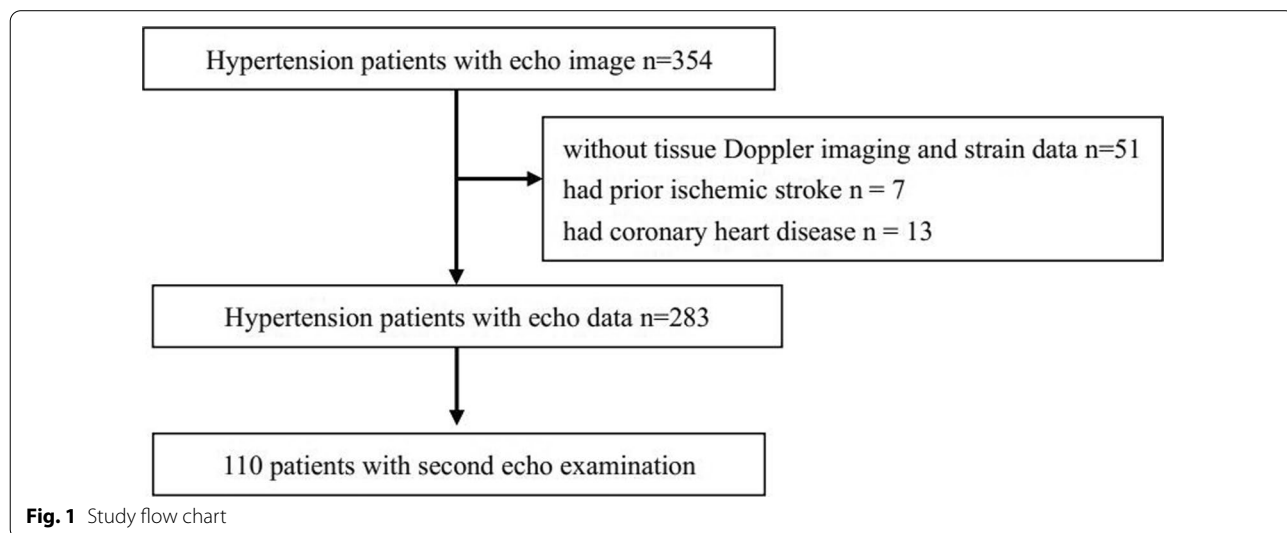 Hypertension patients with echo image n=354
without tissue Doppler imaging and strain data n=51
had prior ischemic stroke n = 7
had coronary heart disease n = 13
Hypertension patients with echo data n=283
110 patients with second echo examination
Fig. 1 Study flow chart